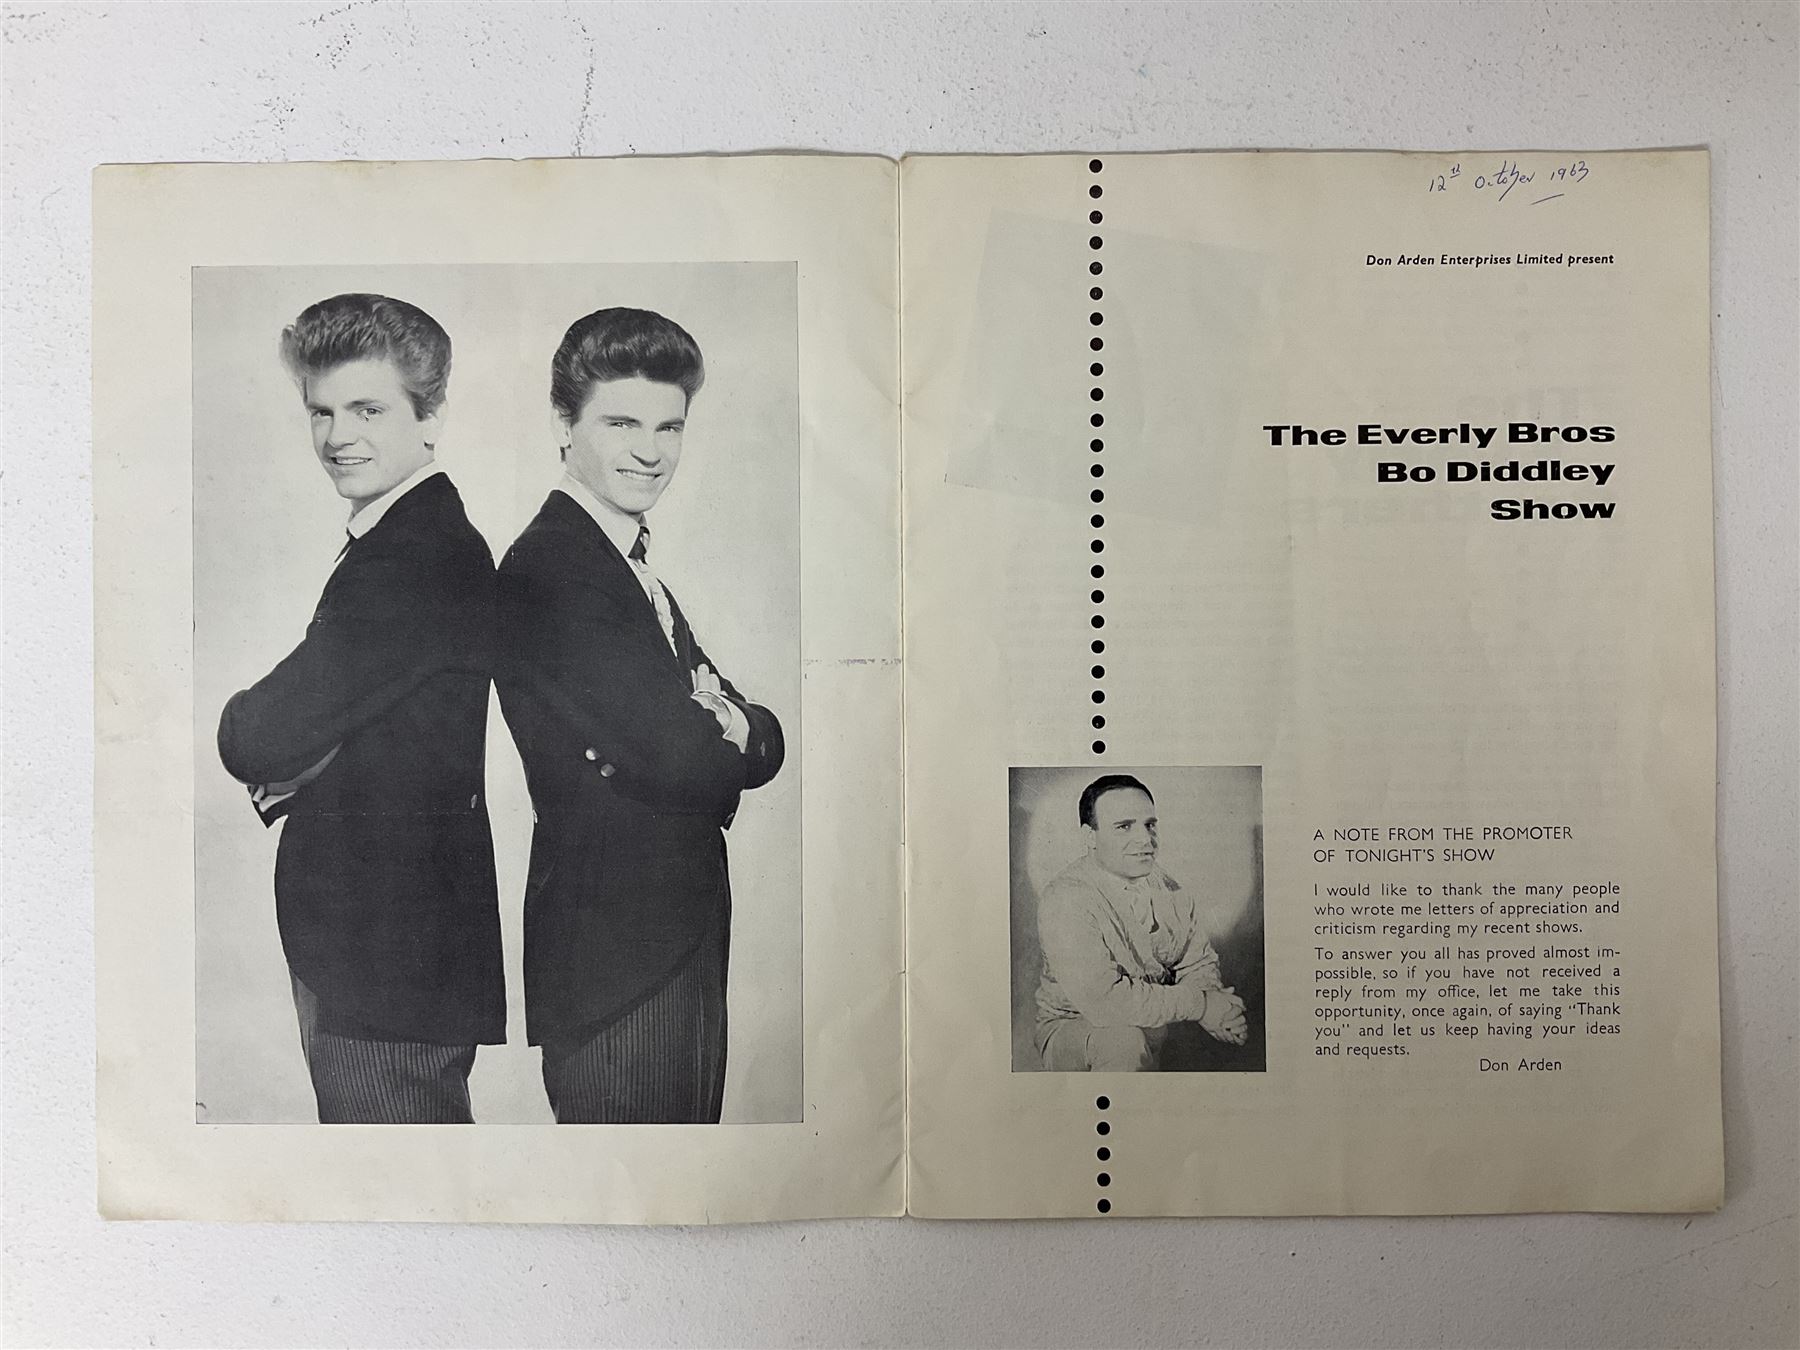 12th October 1963
Don Arden Enterprises Limited present
The Everly Bros
Bo Diddley
Show
A NOTE FROM THE PROMOTER
OF TONIGHT'S SHOW
I would like to thank the many people
who wrote me letters of appreciation and
criticism regarding my recent shows.
To answer you all has proved almost im-
possible, so if you have not received a
reply from my office, let me take this
opportunity, once again, of saying "Thank
you" and let us keep having your ideas
and requests.
Don Arden